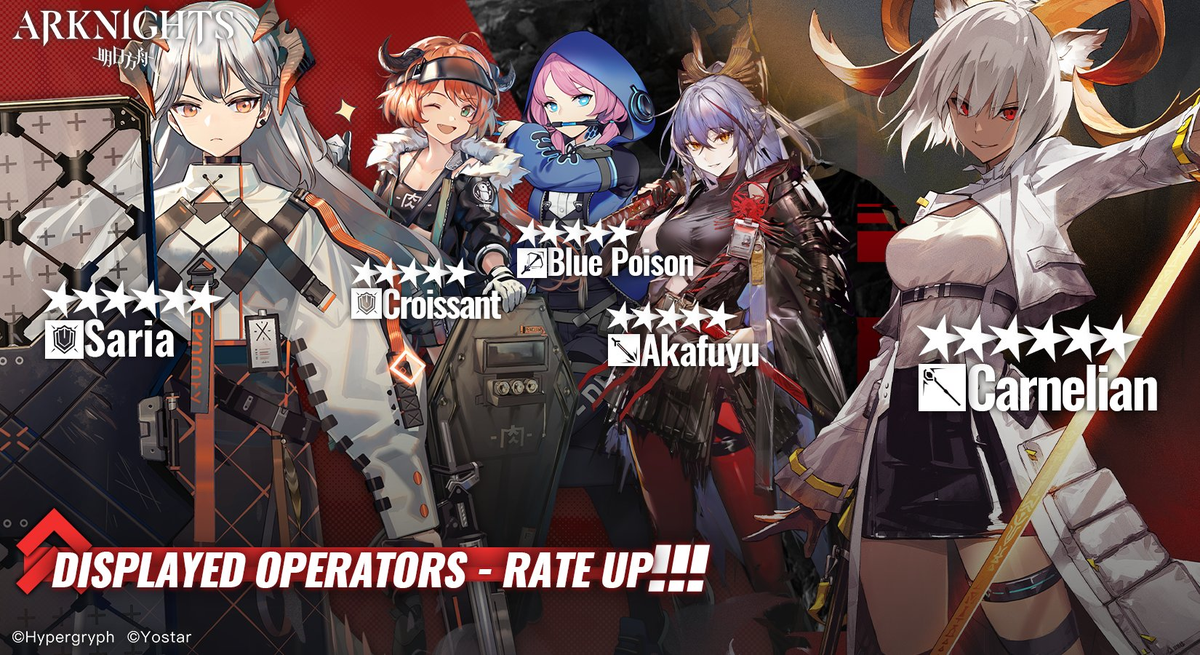 ARKNIGHTS
明日方舟
★★★★★★
Saria
★★★★★
Croissant
★★★★★
Blue Poison
★★★★★
Akafuyu
★★★★★★
Carnelian
DISPLAYED OPERATORS - RATE UP!!!
©Hypergryph ©Yostar